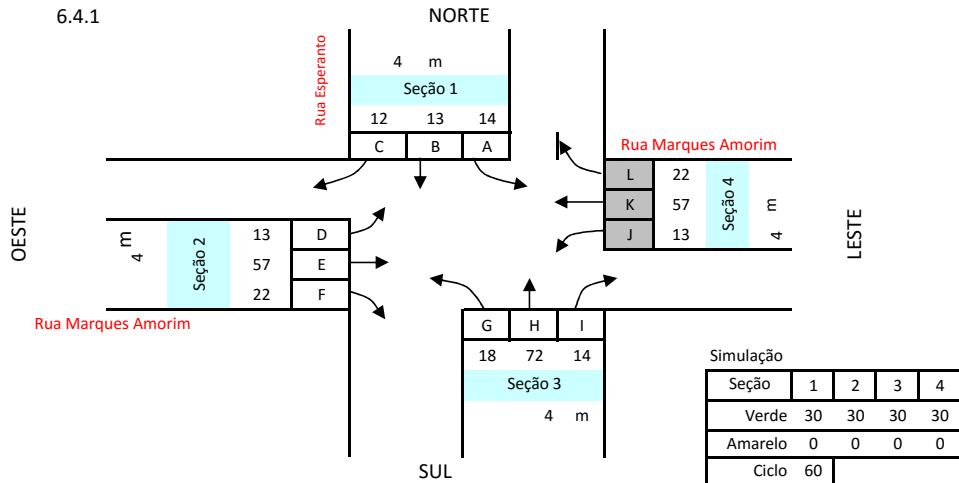 6.4.1
NORTE
Rua Esperanto
4 m
Seção 1
12 13 14
C B A
Rua Marques Amorim
L 22
K 57
J 13
Seção 4
4 m
LESTE
OESTE
4 m
Seção 2
13 D
57 E
22 F
Rua Marques Amorim
G H I
18 72 14
Seção 3
4 m
SUL
Simulação
Seção 1 2 3 4
Verde 30 30 30 30
Amarelo 0 0 0 0
Ciclo 60